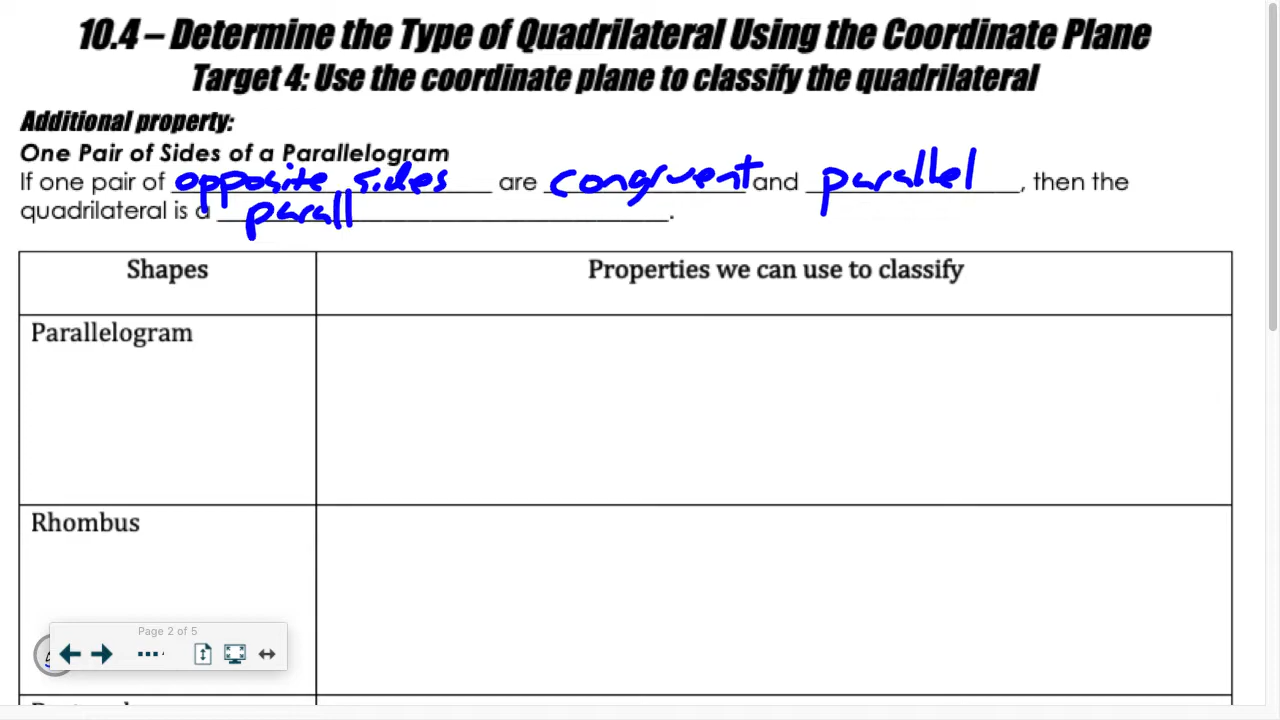 10.4 – Determine the Type of Quadrilateral Using the Coordinate Plane
Target 4: Use the coordinate plane to classify the quadrilateral
Additional property:
One Pair of Sides of a Parallelogram
If one pair of opposite sides are congruent and parallel, then the
quadrilateral is a parall.
Shapes
Properties we can use to classify
Parallelogram
Rhombus
Page 2 of 5